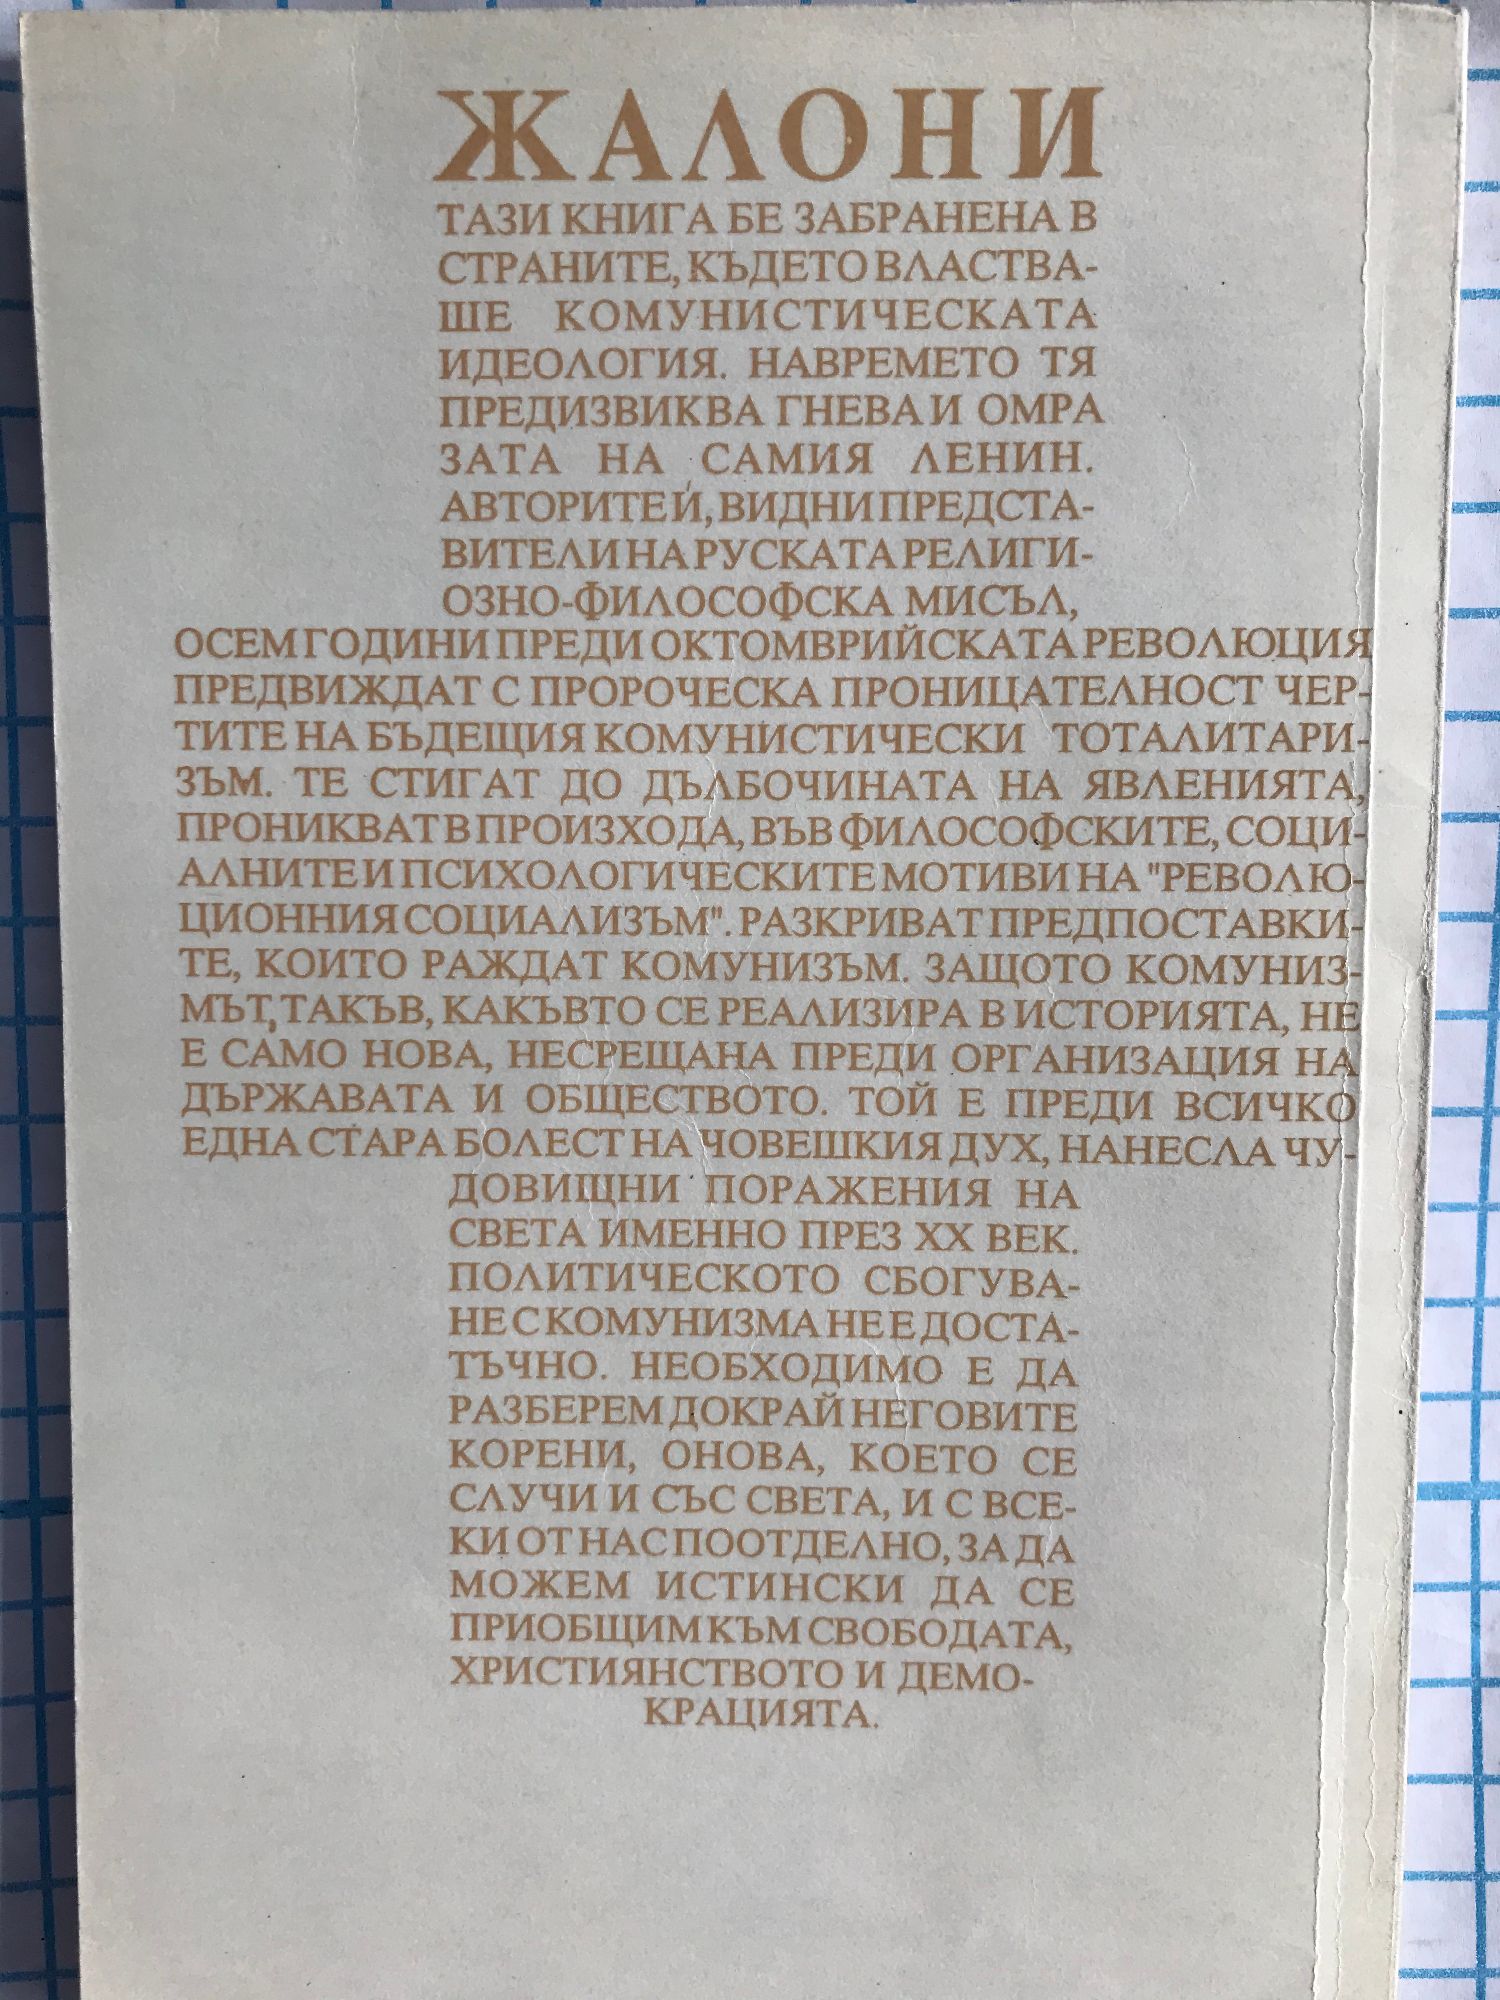 ЖАЛОНИ
ТАЗИ КНИГА БЕ ЗАБРАНЕНА В
СТРАНИТЕ, КЪДЕТО ВЛАСТВА-
ШЕ КОМУНИСТИЧЕСКАТА
ИДЕОЛОГИЯ. НАВРЕМЕТО ТЯ
ПРЕДИЗВИКВА ГНЕВА И ОМРА
ЗАТА НА САМИЯ ЛЕНИН.
АВТОРИТЕ Й, ВИДНИ ПРЕДСТА-
ВИТЕЛИ НА РУСКАТА РЕЛИГИ-
ОЗНО-ФИЛОСОФСКА МИСЪЛ,
ОСЕМ ГОДИНИ ПРЕДИ ОКТОМВРИЙСКАТА РЕВОЛЮЦИЯ
ПРЕДВИЖДАТ С ПРОРОЧЕСКА ПРОНИЦАТЕЛНОСТ ЧЕР-
ТИТЕ НА БЪДЕЩИЯ КОМУНИСТИЧЕСКИ ТОТАЛИТАРИ-
ЗЪМ. ТЕ СТИГАТ ДО ДЪЛБОЧИНАТА НА ЯВЛЕНИЯТА,
ПРОНИКВАТ В ПРОИЗХОДА, ВЪВ ФИЛОСОФСКИТЕ, СОЦИ-
АЛНИТЕ И ПСИХОЛОГИЧЕСКИТЕ МОТИВИ НА "РЕВОЛЮ-
ЦИОННИЯ СОЦИАЛИЗЪМ". РАЗКРИВАТ ПРЕДПОСТАВКИ-
ТЕ, КОИТО РАЖДАТ КОМУНИЗЪМ. ЗАЩОТО КОМУНИЗ-
МЪТ, ТАКЪВ, КАКЪВТО СЕ РЕАЛИЗИРА В ИСТОРИЯТА, НЕ
Е САМО НОВА, НЕСРЕЩАНА ПРЕДИ ОРГАНИЗАЦИЯ НА
ДЪРЖАВАТА И ОБЩЕСТВОТО. ТОЙ Е ПРЕДИ ВСИЧКО
ЕДНА СТАРА БОЛЕСТ НА ЧОВЕШКИЯ ДУХ, НАНЕСЛА ЧУ-
ДОВИЩНИ ПОРАЖЕНИЯ НА
СВЕТА ИМЕННО ПРЕЗ XX ВЕК.
ПОЛИТИЧЕСКОТО СБОГУВА-
НЕ С КОМУНИЗМА НЕ Е ДОСТА-
ТЪЧНО. НЕОБХОДИМО Е ДА
РАЗБЕРЕМ ДОКРАЙ НЕГОВИТЕ
КОРЕНИ, ОНОВА, КОЕТО СЕ
СЛУЧИ И СЪС СВЕТА, И С ВСЕ-
КИ ОТ НАС ПООТДЕЛНО, ЗА ДА
МОЖЕМ ИСТИНСКИ ДА СЕ
ПРИОБЩИМ КЪМ СВОБОДАТА,
ХРИСТИЯНСТВОТО И ДЕМО-
КРАЦИЯТА.